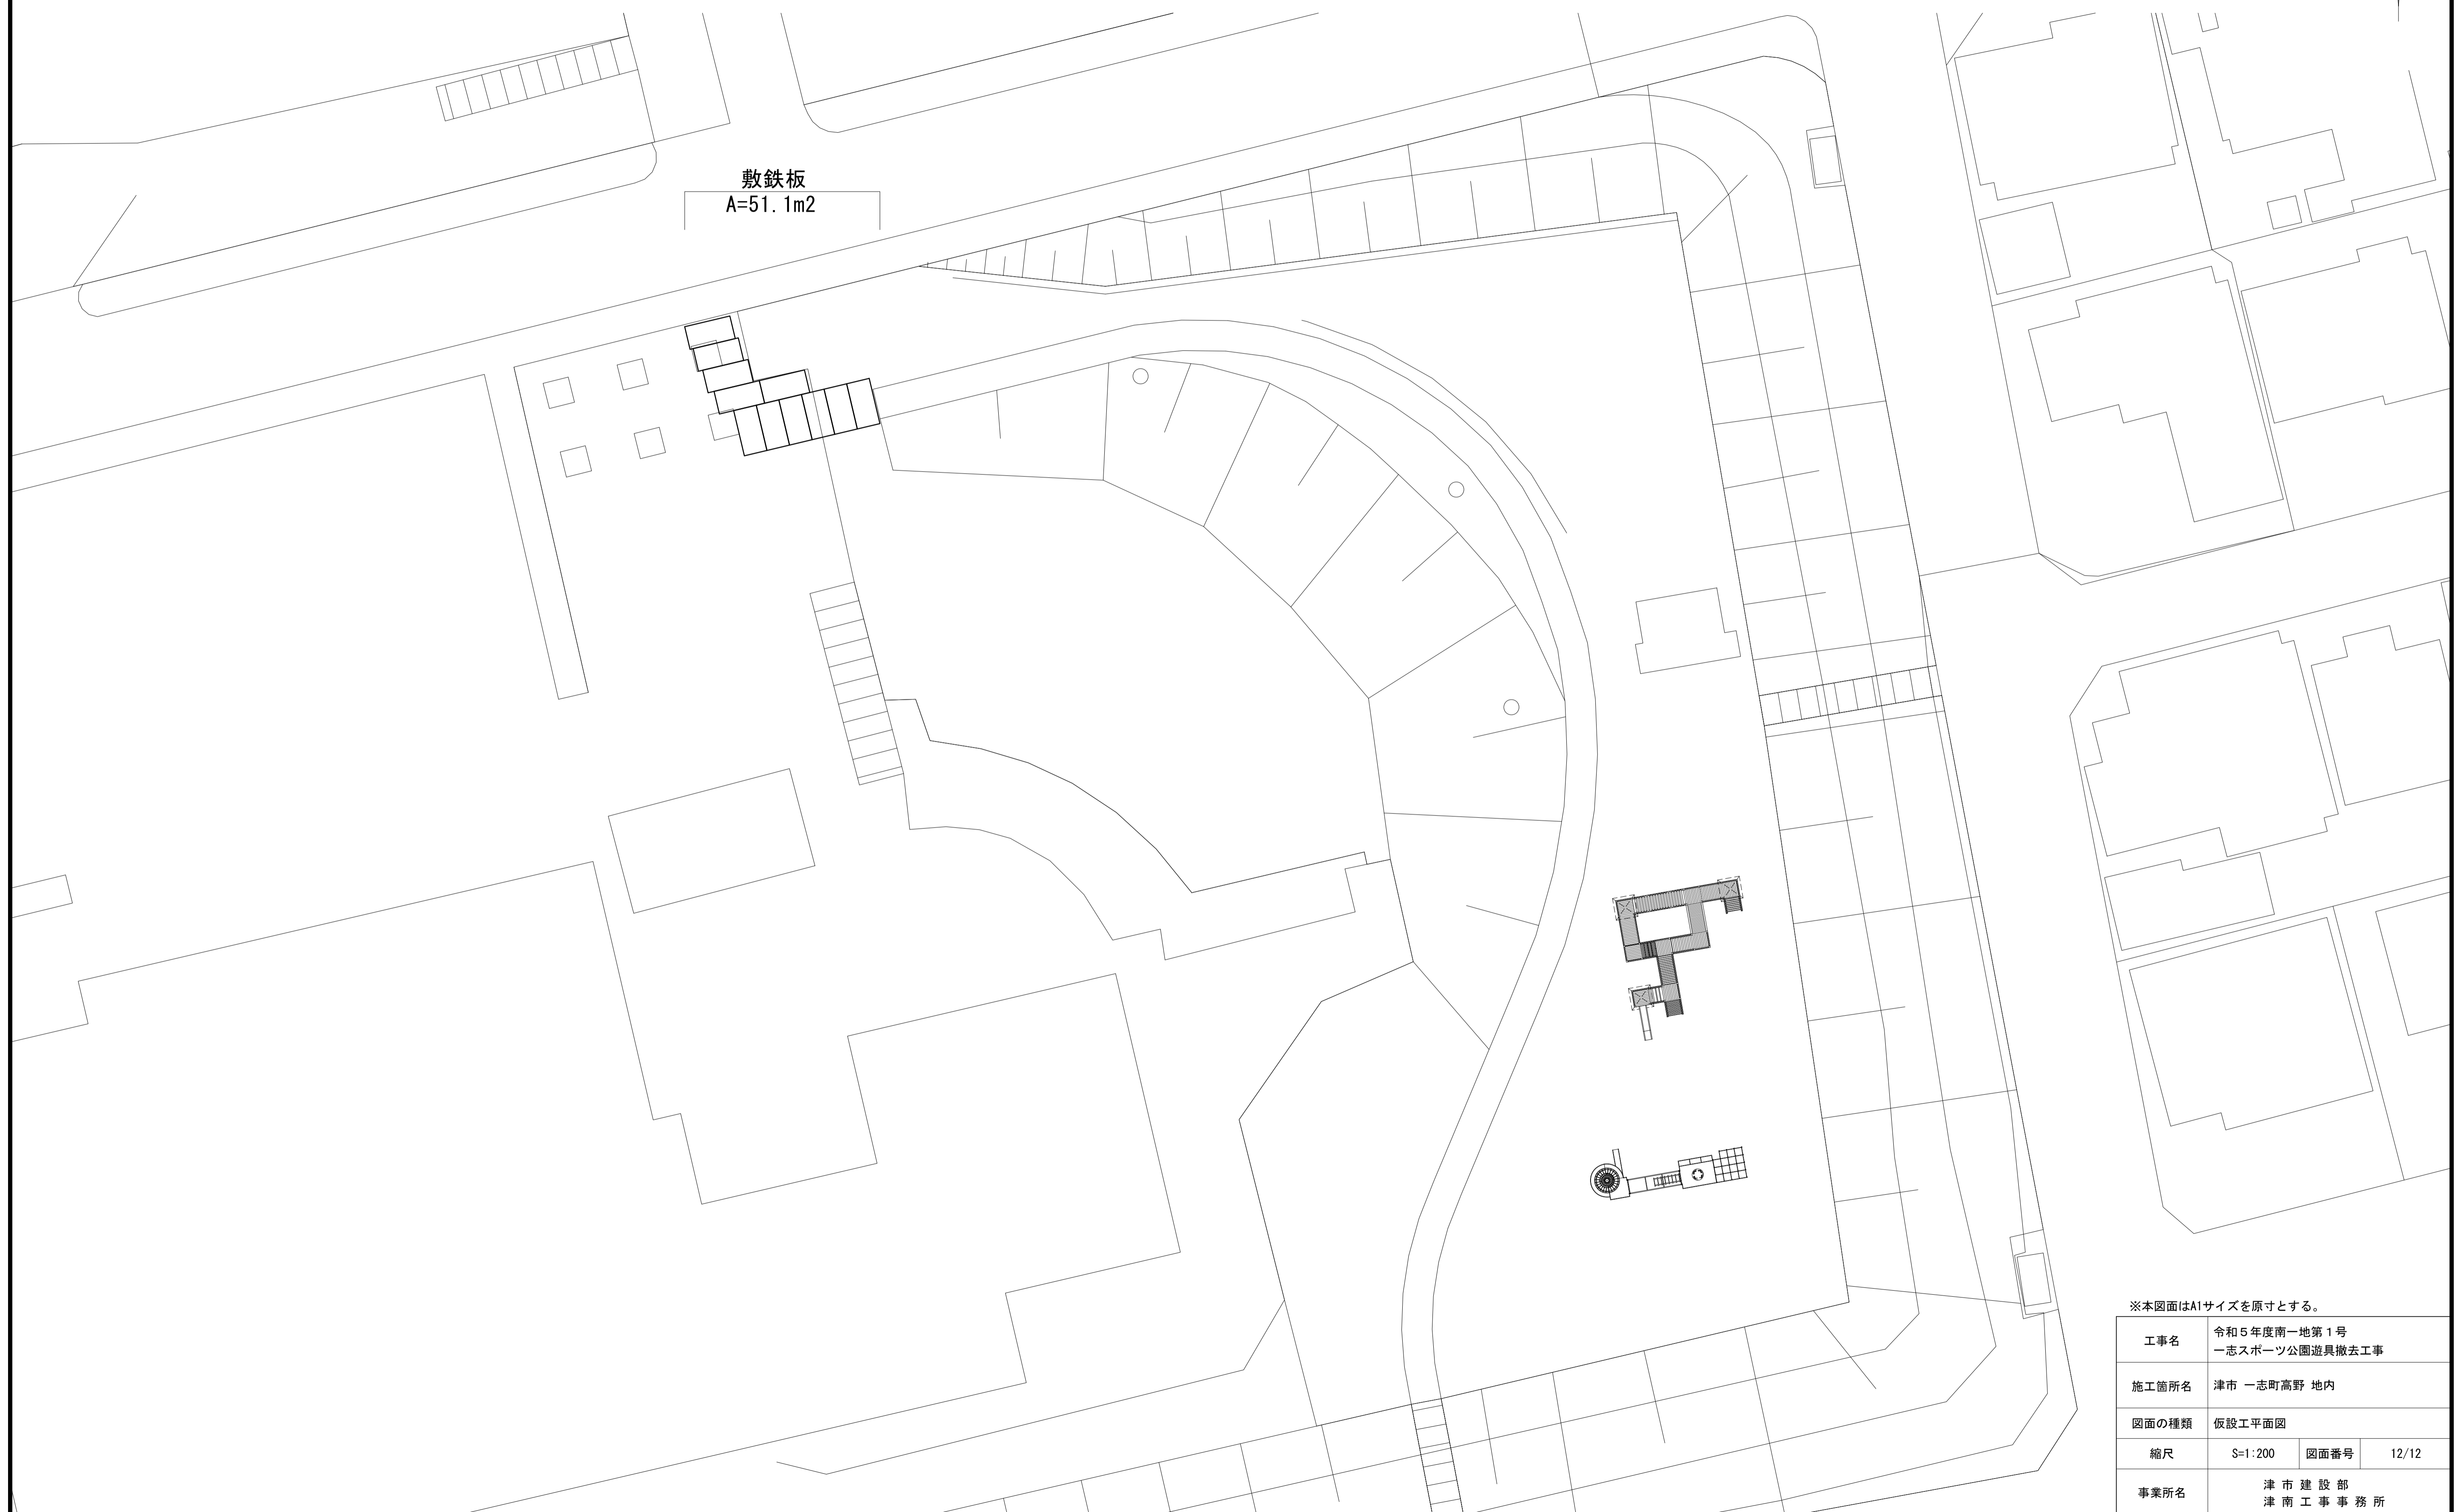 敷鉄板
A=51.1m2
※本図面はA1サイズを原寸とする。
工事名 令和５年度南一地第１号
一志スポーツ公園遊具撤去工事
施工箇所名 津市 一志町高野 地内
図面の種類 仮設工平面図
縮尺 S=1:200 図面番号 12/12
事業所名 津市建設部
津南工事事務所